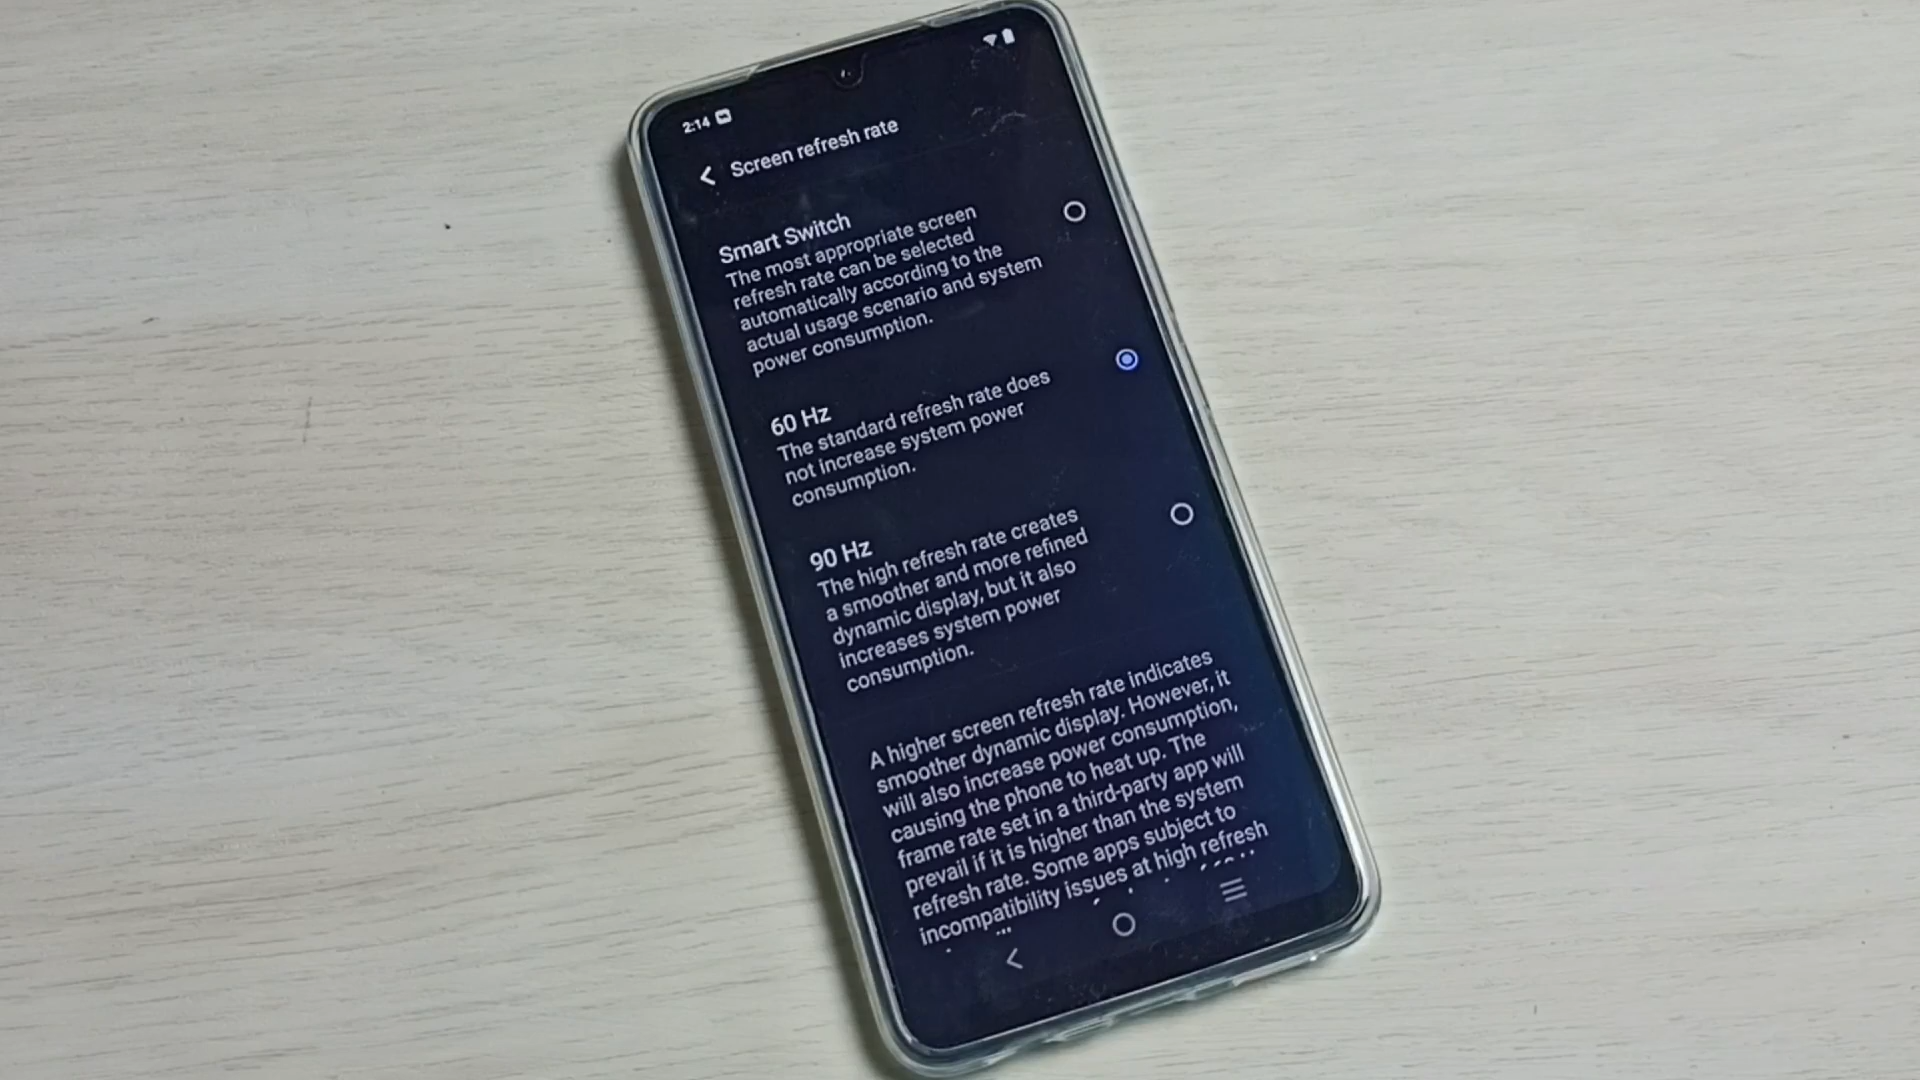 2:14
Screen refresh rate
Smart Switch
The most appropriate screen
refresh rate can be selected
automatically according to the
actual usage scenario and system
power consumption.
60 Hz
The standard refresh rate does
not increase system power
consumption.
90 Hz
The high refresh rate creates
a smoother and more refined
dynamic display, but it also
increases system power
consumption.
A higher screen refresh rate indicates
smoother dynamic display. However, it
will also increase power consumption,
causing the phone to heat up. The
frame rate set in a third-party app will
prevail if it is higher than the system
refresh rate. Some apps subject to
incompatibility issues at high refresh